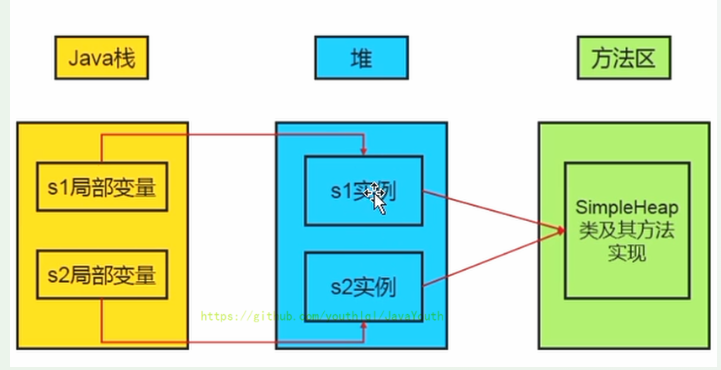 Java栈
堆
方法区
s1局部变量
s1实例
SimpleHeap
类及其方法
实现
s2局部变量
s2实例
https://github.com/youthlql/JavaYouth